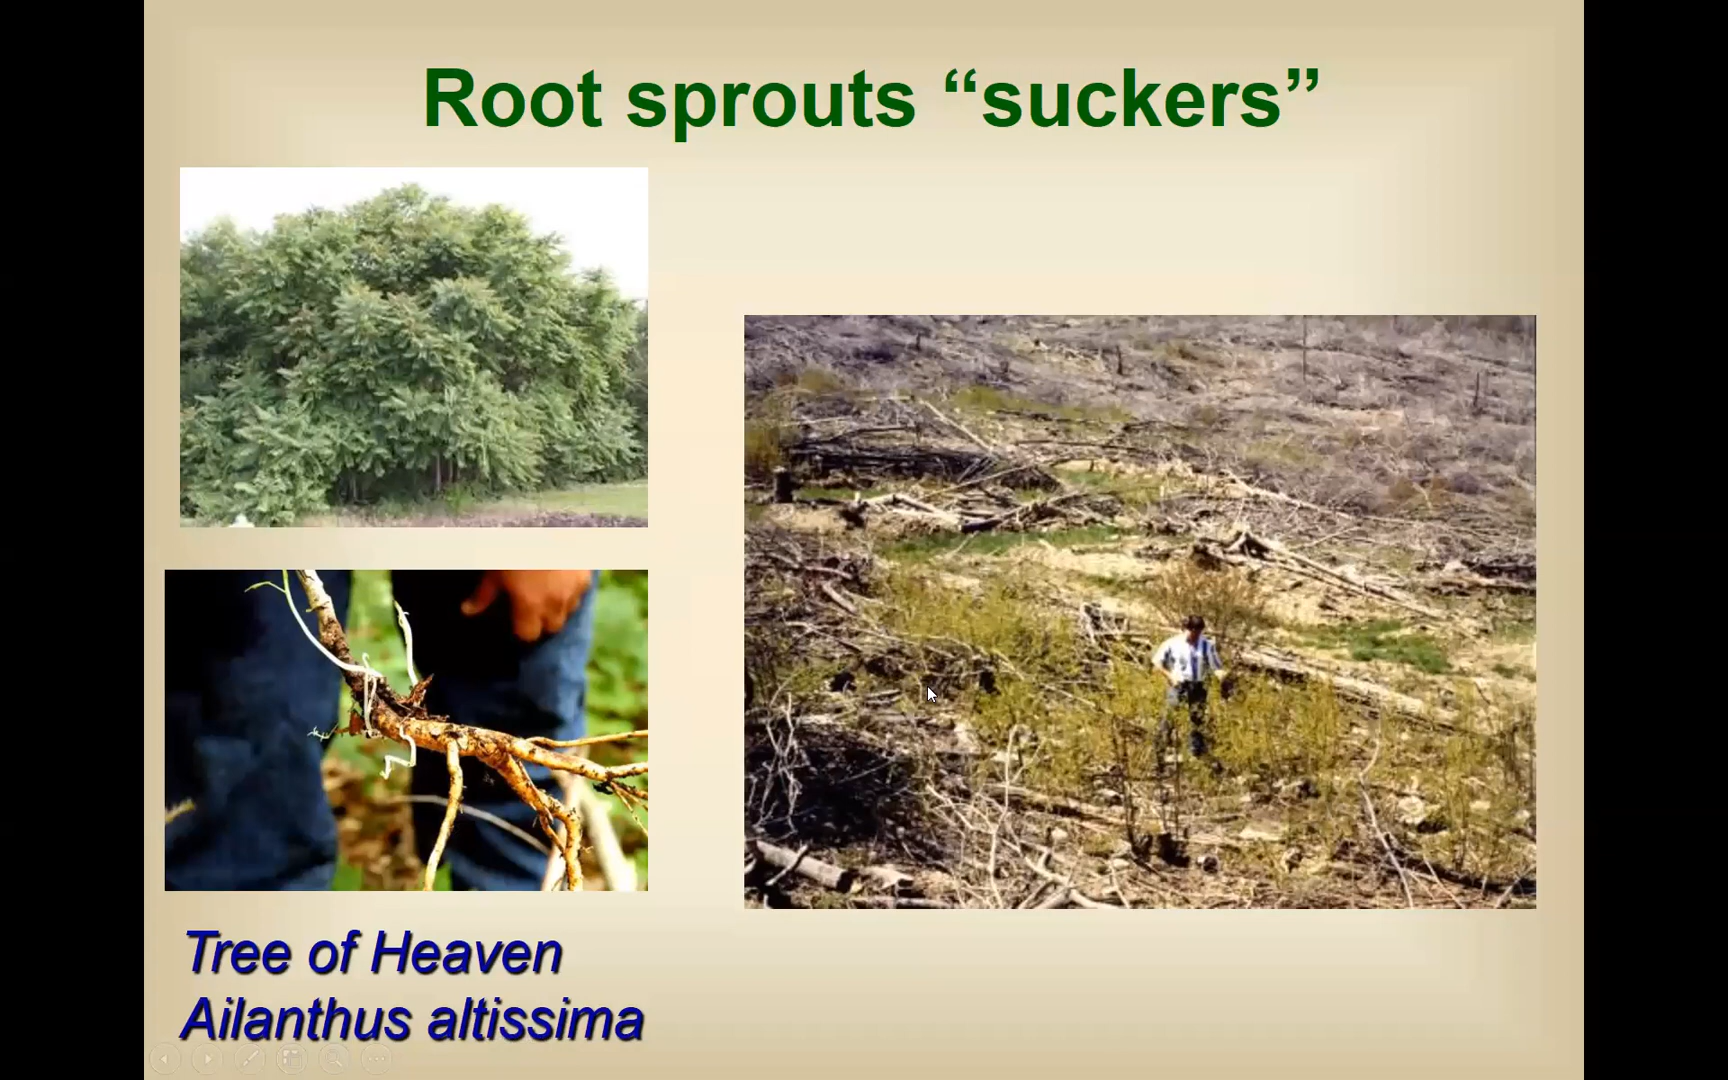 Root sprouts “suckers”
Tree of Heaven
Ailanthus altissima